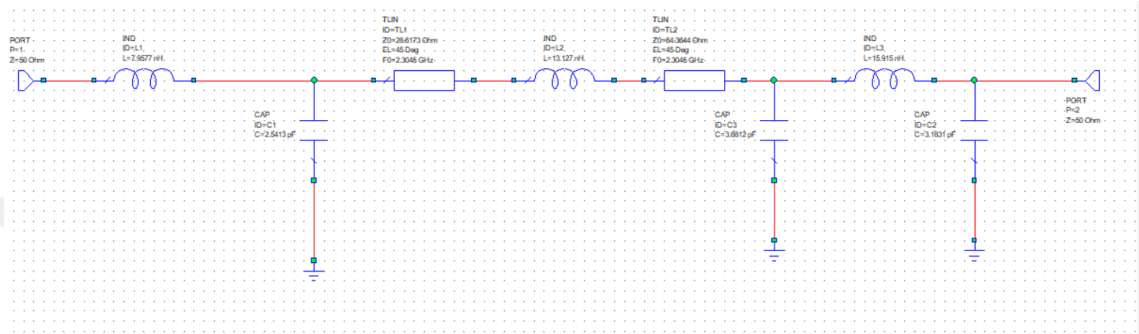 PORT
P=1
Z=50 Ohm
IND
ID=L1
L=7.9577 nH
CAP
ID=C1
C=2.5413 pF
TLIN
ID=TL1
Z0=28.6173 Ohm
EL=45 Deg
F0=2.3046 GHz
IND
ID=L2
L=13.127 nH
TLIN
ID=TL2
Z0=64.3644 Ohm
EL=45 Deg
F0=2.3046 GHz
CAP
ID=C3
C=3.6812 pF
IND
ID=L3
L=15.915 nH
CAP
ID=C2
C=3.1831 pF
PORT
P=2
Z=50 Ohm